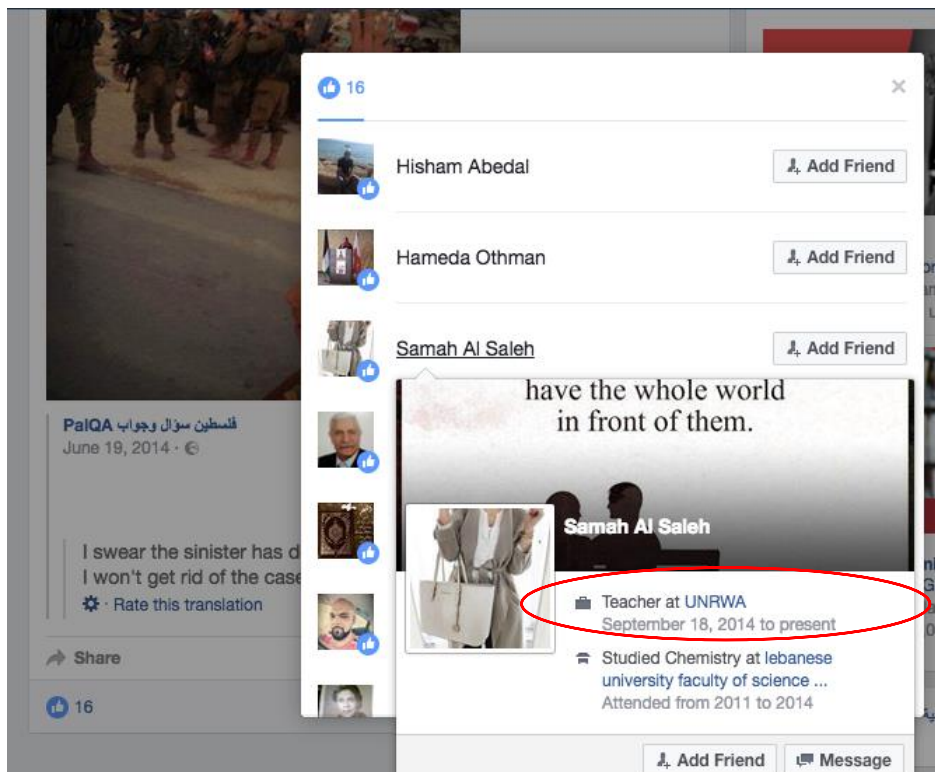 16
×
Hisham Abedal
Add Friend
Hameda Othman
Add Friend
Samah Al Saleh
Add Friend
have the whole world
in front of them.
Samah Al Saleh
Teacher at UNRWA
September 18, 2014 to present
Studied Chemistry at lebanese
university faculty of science ...
Attended from 2011 to 2014
Add Friend
Message
فلسطين سؤال وجواب PalQA
June 19, 2014 ·
I swear the sinister has d
I won't get rid of the case
· Rate this translation
Share
16